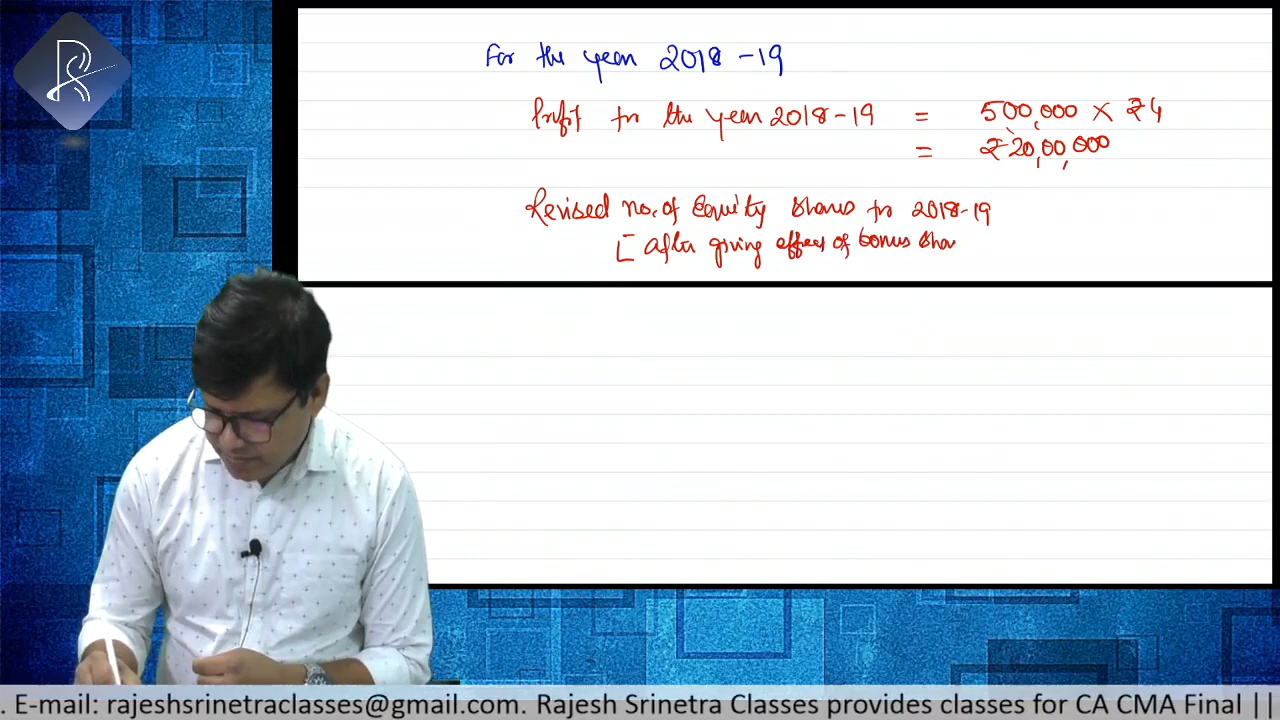 For the year 2018-19
Profit for the year 2018-19 = 500,000 × ₹4
= ₹20,00,000
Revised no. of Equity Shares for 2018-19
[ After giving effect of bonus Shar
. E-mail: rajeshsrinetraclasses@gmail.com. Rajesh Srinetra Classes provides classes for CA CMA Final ||